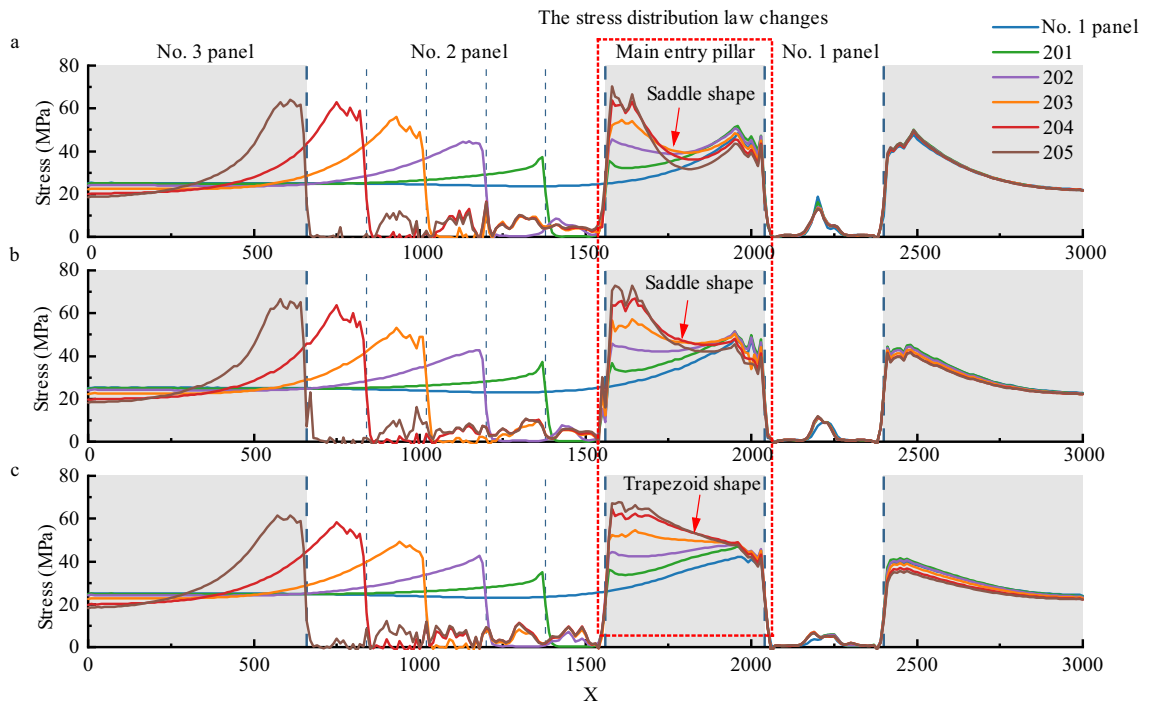 The stress distribution law changes
a
No. 3 panel
No. 2 panel
Main entry pillar
No. 1 panel
No. 1 panel
201
202
203
204
205
Stress (MPa)
80
60
40
20
0
Saddle shape
0
500
1000
1500
2000
2500
3000
b
Stress (MPa)
80
60
40
20
0
Saddle shape
0
500
1000
1500
2000
2500
3000
c
Stress (MPa)
80
60
40
20
0
Trapezoid shape
0
500
1000
1500
2000
2500
3000
X